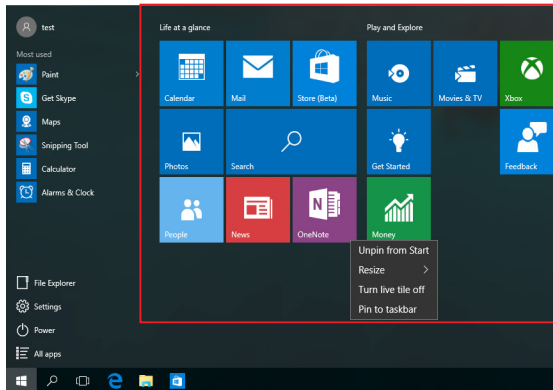 test
Most used
Paint
Get Skype
Maps
Snipping Tool
Calculator
Alarms & Clock
File Explorer
Settings
Power
All apps
Life at a glance
Calendar
Mail
Store (Beta)
Photos
Search
People
News
OneNote
Play and Explore
Music
Movies & TV
Xbox
Get Started
Feedback
Money
Unpin from Start
Resize
Turn live tile off
Pin to taskbar